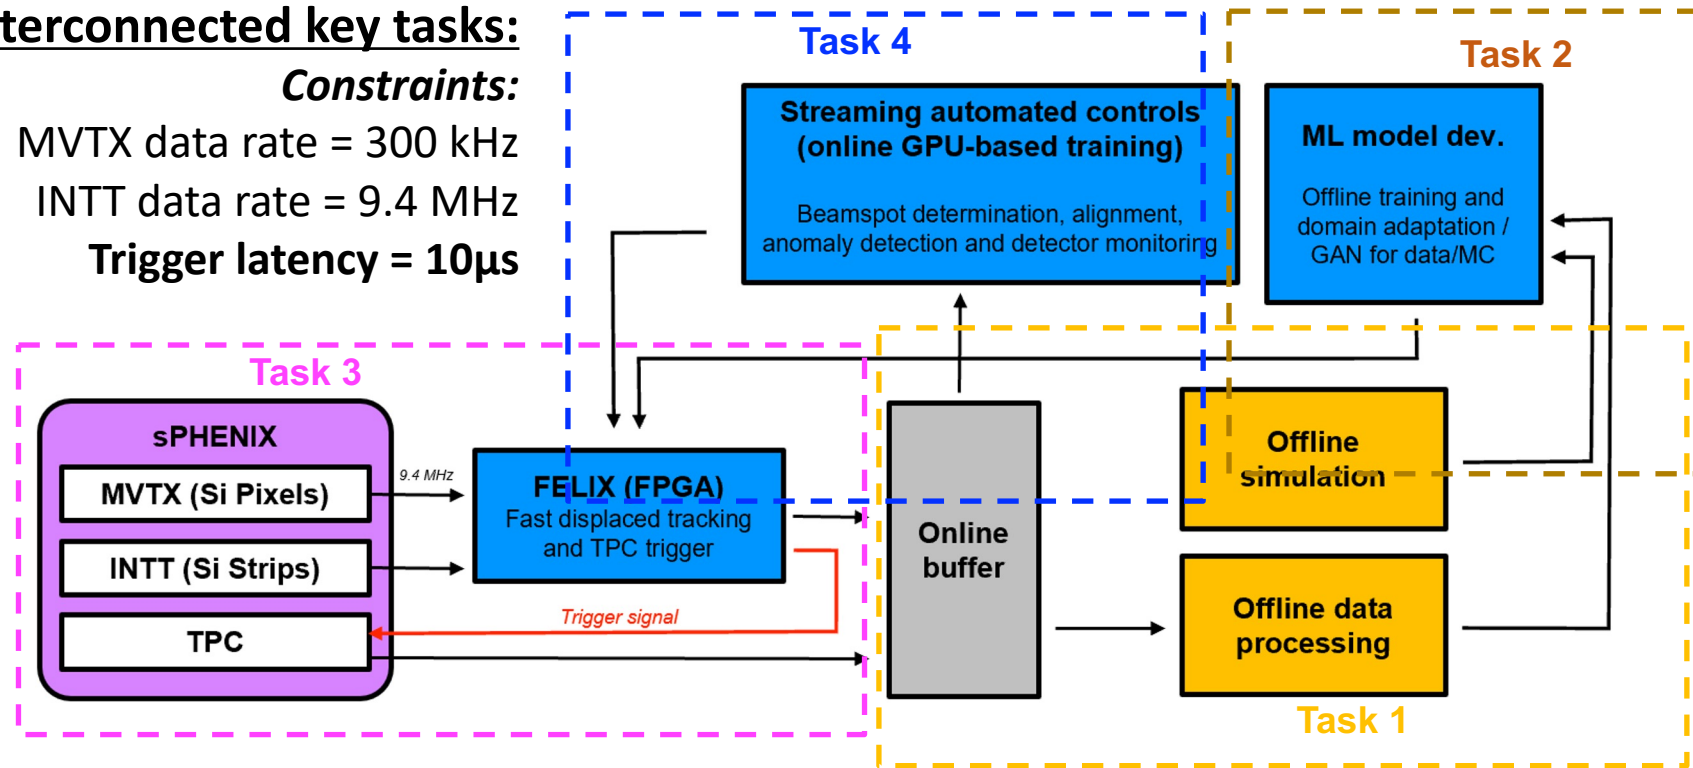 terconnected key tasks:
Constraints:
MVTX data rate = 300 kHz
INTT data rate = 9.4 MHz
Trigger latency = 10µs
Task 4
Streaming automated controls
(online GPU-based training)
Beamspot determination, alignment,
anomaly detection and detector monitoring
Task 2
ML model dev.
Offline training and
domain adaptation /
GAN for data/MC
Task 3
sPHENIX
MVTX (Si Pixels)
INTT (Si Strips)
TPC
9.4 MHz
FELIX (FPGA)
Fast displaced tracking
and TPC trigger
Trigger signal
Online
buffer
Offline
simulation
Offline data
processing
Task 1